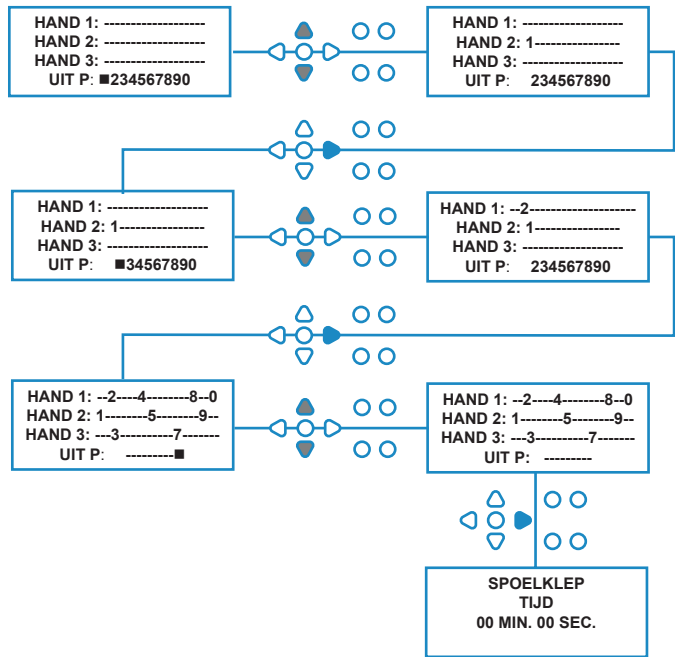 HAND 1: -------------------
HAND 2: -------------------
HAND 3: -------------------
UIT P: ■234567890
HAND 1: -------------------
HAND 2: 1----------------
HAND 3: -------------------
UIT P: 234567890
HAND 1: -------------------
HAND 2: 1----------------
HAND 3: -------------------
UIT P: ■34567890
HAND 1: --2--------------------
HAND 2: 1----------------
HAND 3: -------------------
UIT P: 234567890
HAND 1: --2----4--------8--0
HAND 2: 1--------5--------9--
HAND 3: ---3----------7-------
UIT P: ---------■
HAND 1: --2----4--------8--0
HAND 2: 1--------5--------9--
HAND 3: ---3----------7-------
UIT P: ---------
SPOELKLEP
TIJD
00 MIN. 00 SEC.